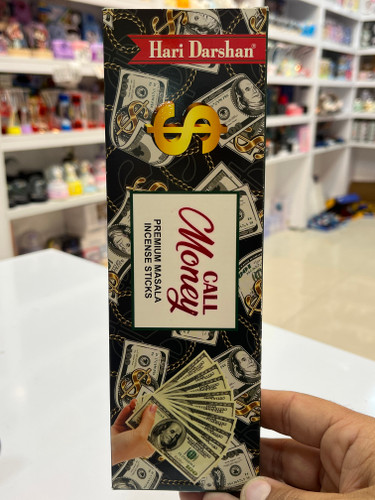 Hari Darshan®
$
CALL
Money
PREMIUM MASALA
INCENSE STICKS